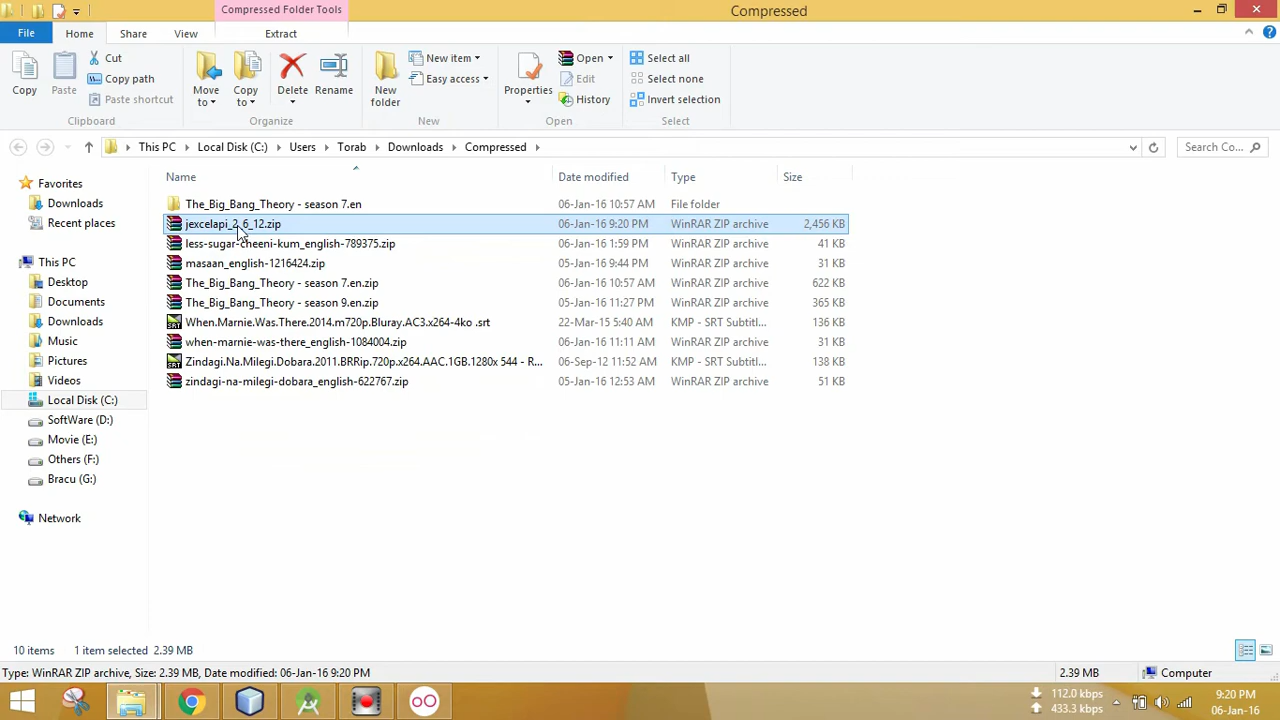 Compressed Folder Tools
Compressed
File
Home
Share
View
Extract
Copy
Paste
Cut
Copy path
Paste shortcut
Clipboard
Move to
Copy to
Delete
Rename
Organize
New folder
New item
Easy access
New
Properties
Open
Edit
History
Open
Select all
Select none
Invert selection
Select
This PC
Local Disk (C:)
Users
Torab
Downloads
Compressed
Search Co...
Name
Date modified
Type
Size
The_Big_Bang_Theory - season 7.en 06-Jan-16 10:57 AM File folder
jexcelapi_2_6_12.zip 06-Jan-16 9:20 PM WinRAR ZIP archive 2,456 KB
less-sugar-cheeni-kum_english-789375.zip 06-Jan-16 1:59 PM WinRAR ZIP archive 41 KB
masaan_english-1216424.zip 05-Jan-16 9:44 PM WinRAR ZIP archive 31 KB
The_Big_Bang_Theory - season 7.en.zip 06-Jan-16 10:57 AM WinRAR ZIP archive 622 KB
The_Big_Bang_Theory - season 9.en.zip 05-Jan-16 11:27 PM WinRAR ZIP archive 365 KB
When.Marnie.Was.There.2014.m720p.Bluray.AC3.x264-4ko .srt 22-Mar-15 5:40 AM KMP - SRT Subtitl... 136 KB
when-marnie-was-there_english-1084004.zip 06-Jan-16 11:11 AM WinRAR ZIP archive 31 KB
Zindagi.Na.Milegi.Dobara.2011.BRRip.720p.x264.AAC.1GB.1280x 544 - R... 06-Sep-12 11:52 AM KMP - SRT Subtitl... 138 KB
zindagi-na-milegi-dobara_english-622767.zip 05-Jan-16 12:53 AM WinRAR ZIP archive 51 KB
Favorites
Downloads
Recent places
This PC
Desktop
Documents
Downloads
Music
Pictures
Videos
Local Disk (C:)
SoftWare (D:)
Movie (E:)
Others (F:)
Bracu (G:)
Network
10 items 1 item selected 2.39 MB
Type: WinRAR ZIP archive, Size: 2.39 MB, Date modified: 06-Jan-16 9:20 PM
2.39 MB
Computer
SRT
SRT
112.0 kbps
433.3 kbps
9:20 PM
06-Jan-16